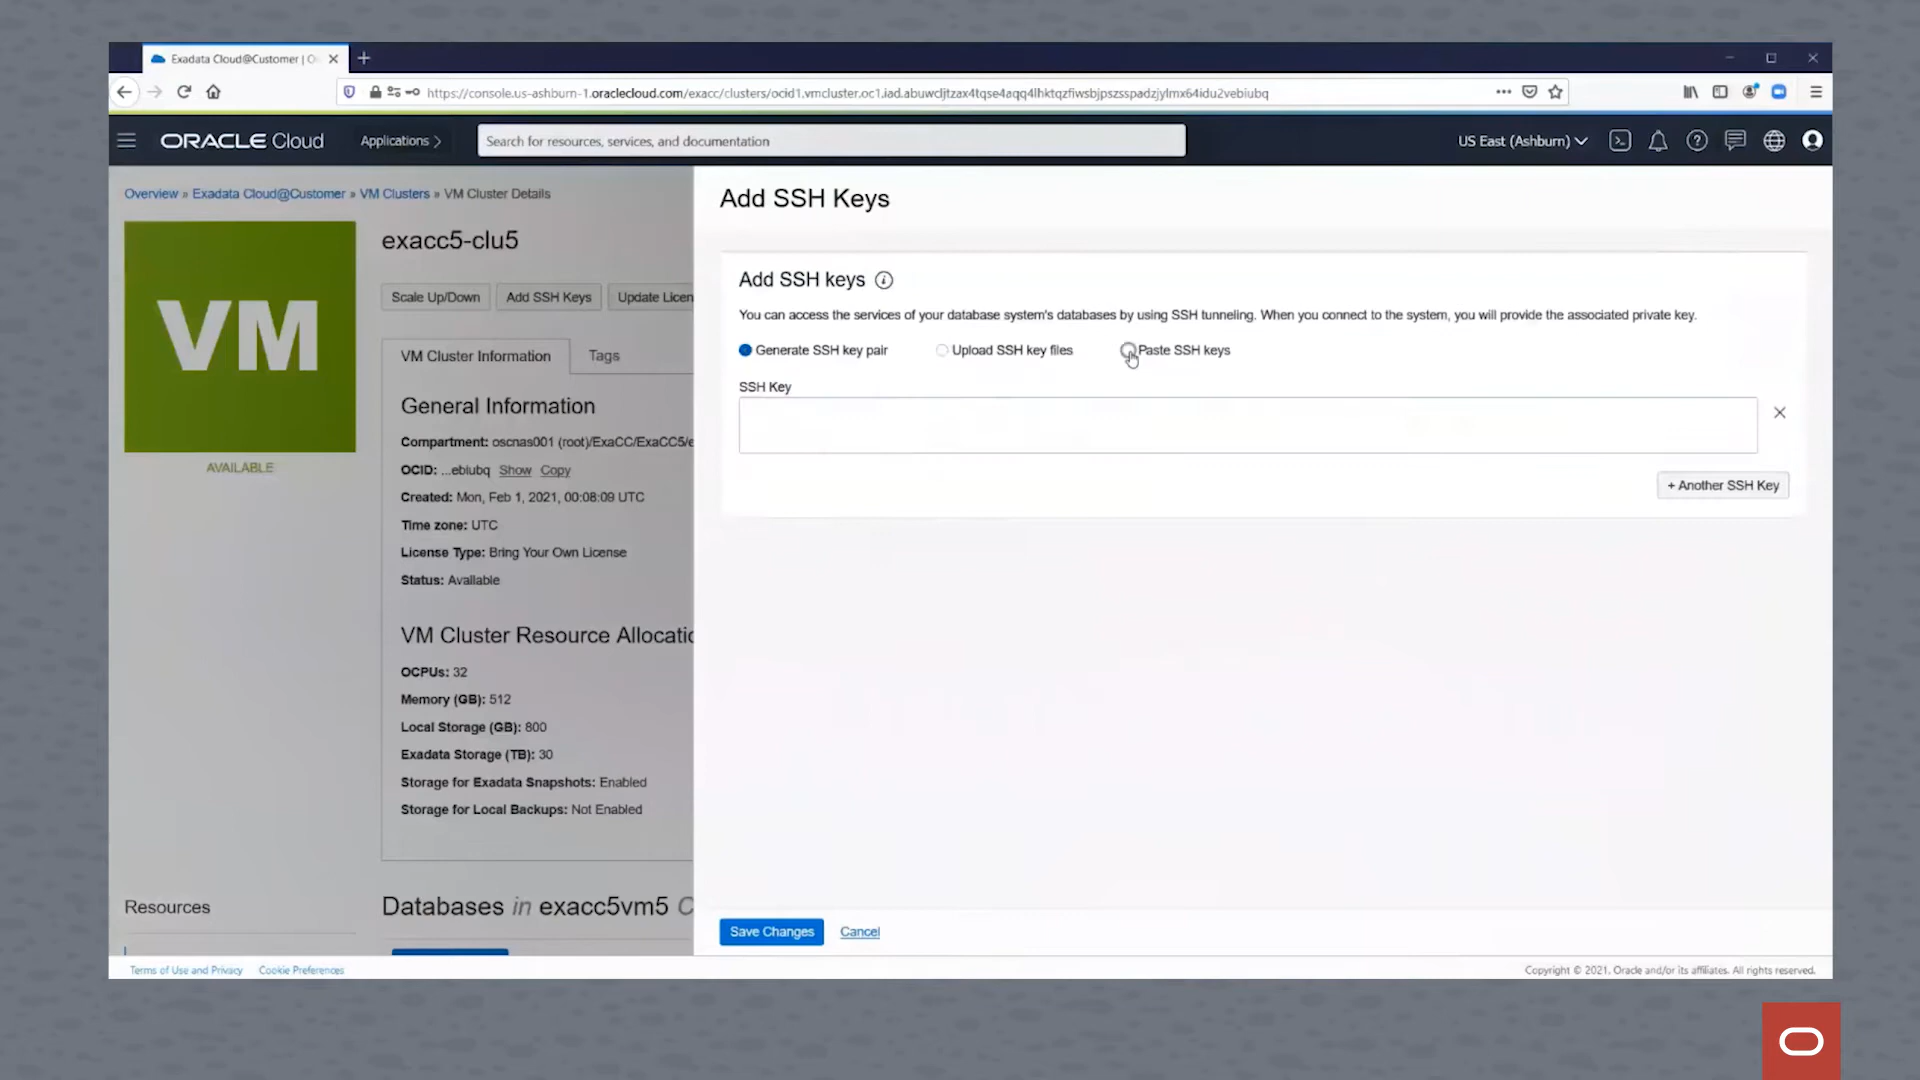 Exadata Cloud@Customer | O
https://console.us-ashburn-1.oraclecloud.com/exacc/clusters/ocid1.vmcluster.oc1.iad.abuwcljtzax4tqse4aqq4lhktqzfiwsbjpszsspadzjylmx64idu2vebiubq
ORACLE Cloud
Applications
Search for resources, services, and documentation
US East (Ashburn)
Overview » Exadata Cloud@Customer » VM Clusters » VM Cluster Details
VM
AVAILABLE
exacc5-clu5
Scale Up/Down
Add SSH Keys
Update Licen
VM Cluster Information
Tags
General Information
Compartment: oscnas001 (root)/ExaCC/ExaCC5/e
OCID: ...ebiubq Show Copy
Created: Mon, Feb 1, 2021, 00:08:09 UTC
Time zone: UTC
License Type: Bring Your Own License
Status: Available
VM Cluster Resource Allocatio
OCPUs: 32
Memory (GB): 512
Local Storage (GB): 800
Exadata Storage (TB): 30
Storage for Exadata Snapshots: Enabled
Storage for Local Backups: Not Enabled
Resources
Databases in exacc5vm5 C
Add SSH Keys
Add SSH keys
You can access the services of your database system's databases by using SSH tunneling. When you connect to the system, you will provide the associated private key.
Generate SSH key pair
Upload SSH key files
Paste SSH keys
SSH Key
+ Another SSH Key
Save Changes
Cancel
Terms of Use and Privacy
Cookie Preferences
Copyright © 2021, Oracle and/or its affiliates. All rights reserved.